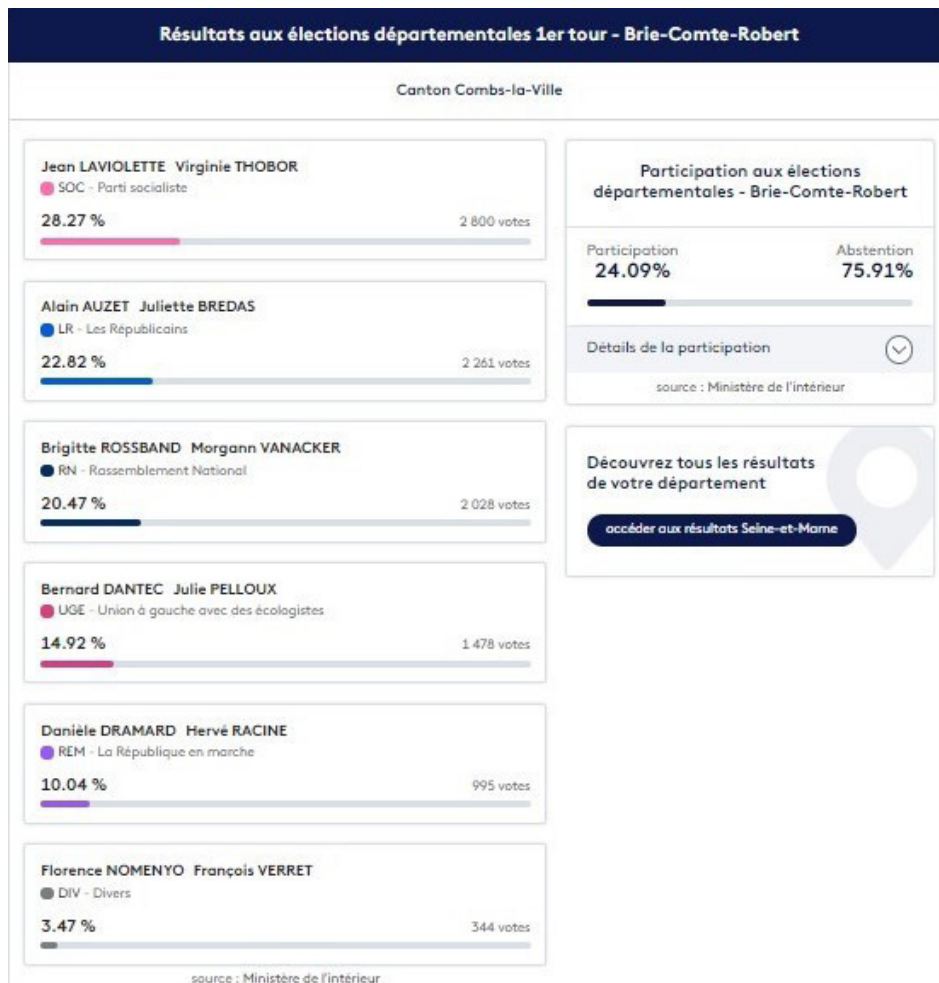 Résultats aux élections départementales 1er tour - Brie-Comte-Robert
Canton Combs-la-Ville
Jean LAVIOLETTE Virginie THOBOR
SOC - Parti socialiste
28.27 % 2 800 votes
Alain AUZET Juliette BREDAS
LR - Les Républicains
22.82 % 2 261 votes
Brigitte ROSSBAND Morgann VANACKER
RN - Rassemblement National
20.47 % 2 028 votes
Bernard DANTEC Julie PELLOUX
UGE - Union à gauche avec des écologistes
14.92 % 1 478 votes
Danièle DRAMARD Hervé RACINE
REM - La République en marche
10.04 % 995 votes
Florence NOMENYO François VERRET
DIV - Divers
3.47 % 344 votes
source : Ministère de l'intérieur
Participation aux élections
départementales - Brie-Comte-Robert
Participation Abstention
24.09% 75.91%
Détails de la participation
source : Ministère de l'intérieur
Découvrez tous les résultats
de votre département
accéder aux résultats Seine-et-Marne